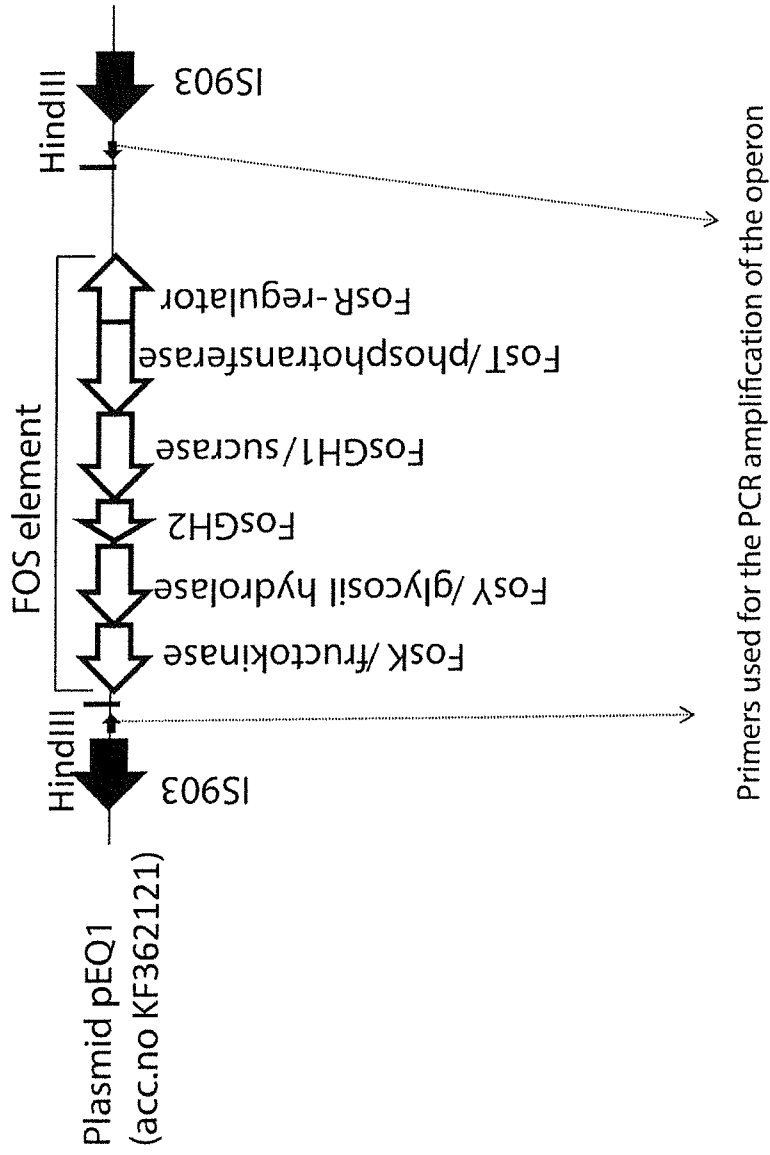 Plasmid pEQ1
(acc.no KF362121)
IS903
HindIII
FOS element
FosK/fructokinase
FosY/glycosil hydrolase
FosGH2
FosGH1/sucrase
FosT/phosphotransferase
FosR-regulator
HindIII
IS903
Primers used for the PCR amplification of the operon